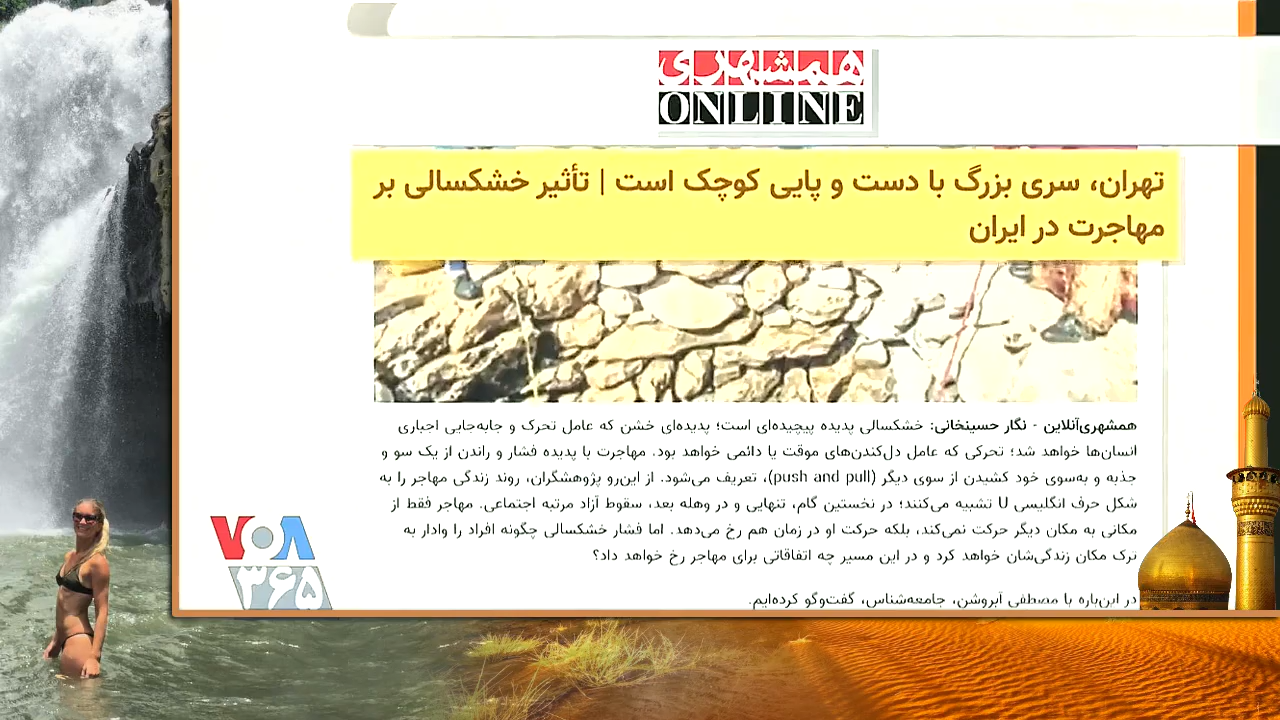 همشهری
ONLINE
تهران، سری بزرگ با دست و پایی کوچک است | تأثیر خشکسالی بر
مهاجرت در ایران
همشهری‌آنلاین - نگار حسینخانی: خشکسالی پدیده پیچیده‌ای است؛ پدیده‌ای خشن که عامل تحرک و جابه‌جایی اجباری
انسان‌ها خواهد شد؛ تحرکی که عامل دل‌کندن‌های موقت یا دائمی خواهد بود. مهاجرت با پدیده فشار و راندن از یک سو و
جذبه و به‌سوی خود کشیدن از سوی دیگر (push and pull)، تعریف می‌شود. از این‌رو پژوهشگران، روند زندگی مهاجر را به
شکل حرف انگلیسی U تشبیه می‌کنند؛ در نخستین گام، تنهایی و در وهله بعد، سقوط آزاد مرتبه اجتماعی. مهاجر فقط از
مکانی به مکان دیگر حرکت نمی‌کند، بلکه حرکت او در زمان هم رخ می‌دهد. اما فشار خشکسالی چگونه افراد را وادار به
ترک مکان زندگی‌شان خواهد کرد و در این مسیر چه اتفاقاتی برای مهاجر رخ خواهد داد؟
در این‌باره با مصطفی آبروشن، جامعه‌شناس، گفت‌وگو کرده‌ایم.
VOA
۳۶۵